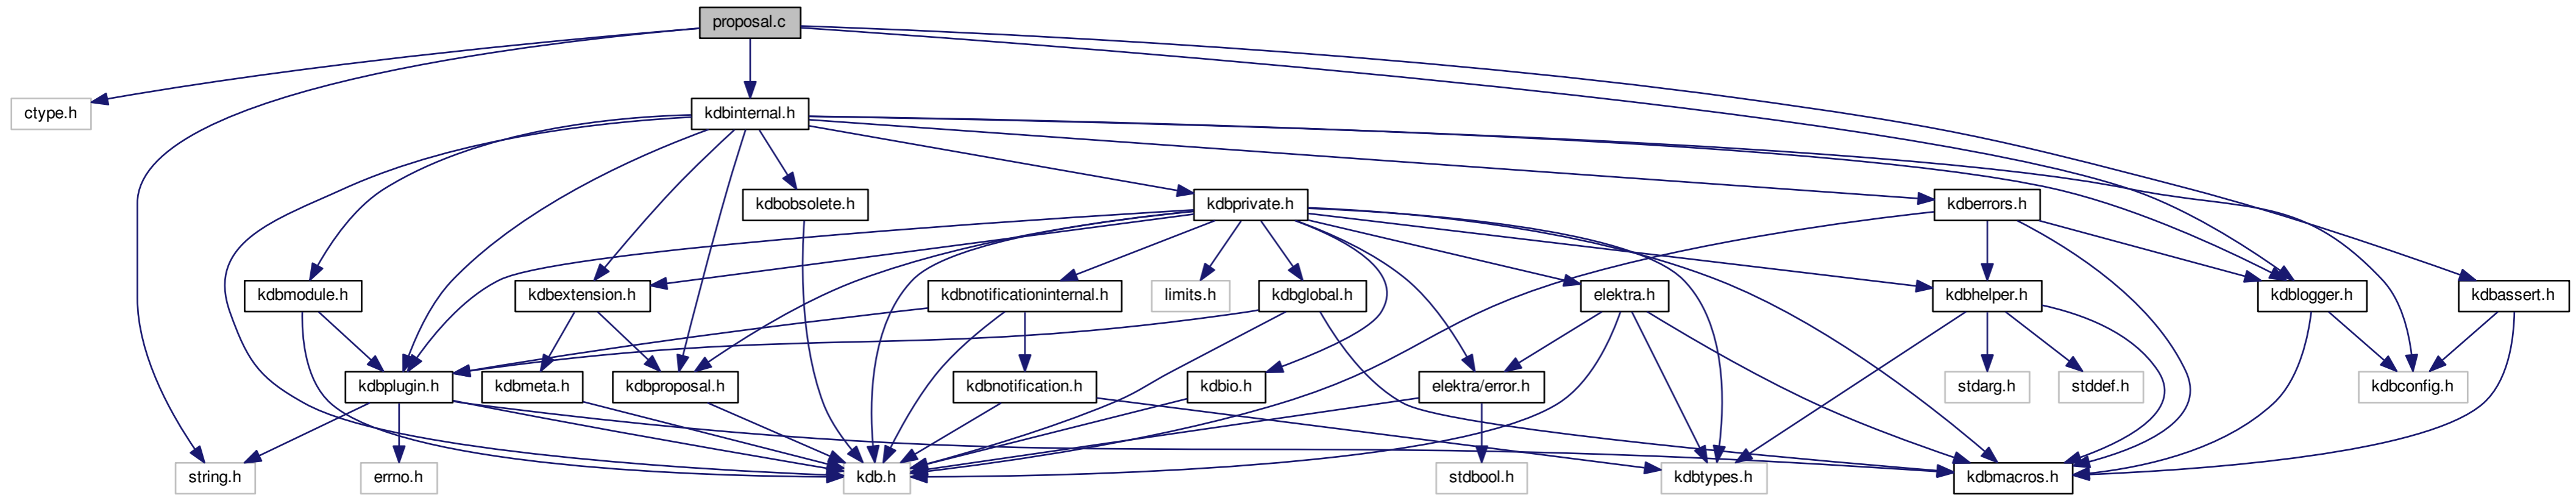 proposal.c
ctype.h
kdbinternal.h
kdbobsolete.h
kdbprivate.h
kdberrors.h
kdbmodule.h
kdbextension.h
kdbnotificationinternal.h
limits.h
kdbglobal.h
elektra.h
kdbhelper.h
kdblogger.h
kdbassert.h
kdbplugin.h
kdbmeta.h
kdbproposal.h
kdbnotification.h
kdbio.h
elektra/error.h
stdarg.h
stddef.h
kdbconfig.h
string.h
errno.h
kdb.h
stdbool.h
kdbtypes.h
kdbmacros.h